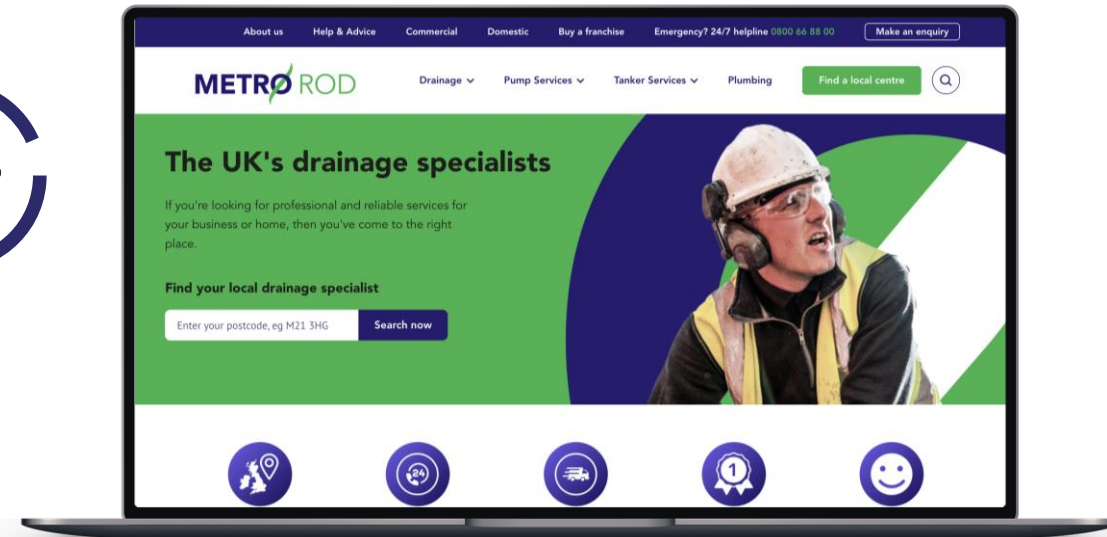 About us Help & Advice Commercial Domestic Buy a franchise Emergency? 24/7 helpline 0800 66 88 00 Make an enquiry
METRO ROD Drainage Pump Services Tanker Services Plumbing Find a local centre
The UK's drainage specialists
If you're looking for professional and reliable services for
your business or home, then you've come to the right
place.
Find your local drainage specialist
Enter your postcode, eg M21 3HG Search now
24 1